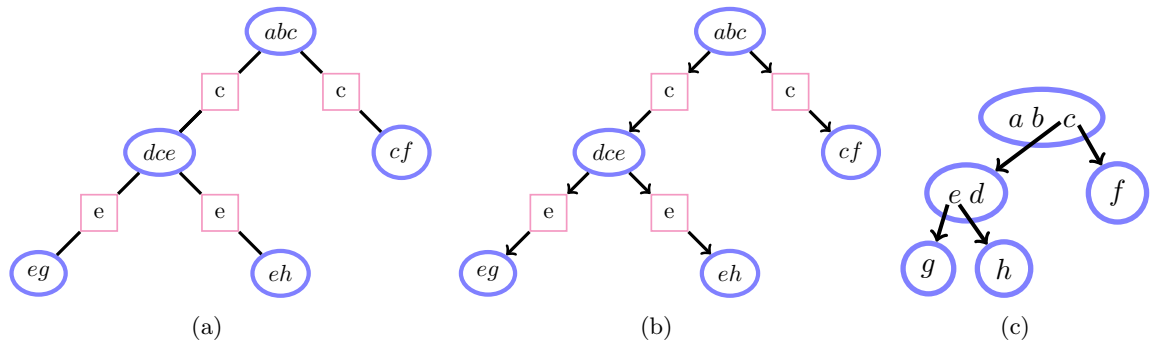 abc
c c
dce cf
e e
eg eh
(a)
abc
c c
dce cf
e e
eg eh
(b)
a b c
e d f
g h
(c)